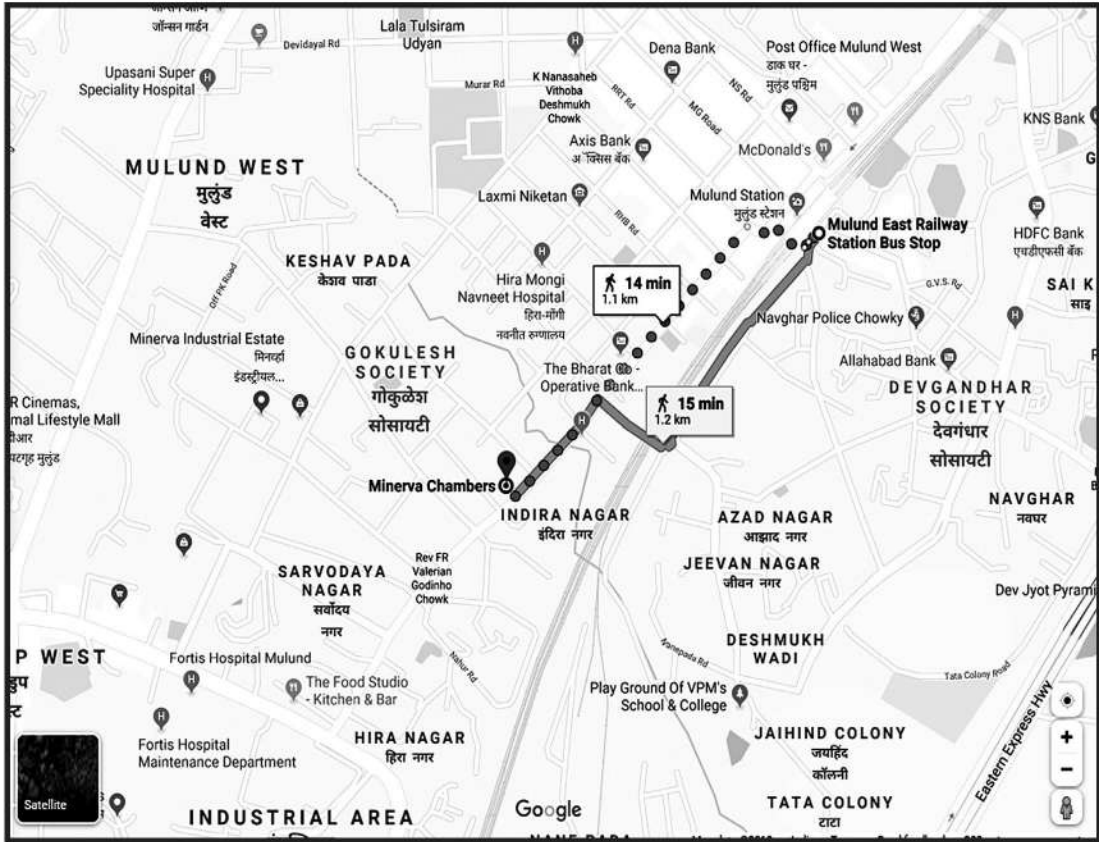 जॉन्सन गार्डन
Devidayal Rd
Lala Tulsiram
Udyan
Dena Bank
Post Office Mulund West
डाक घर -
मुलुंड पश्चिम
Upasani Super
Speciality Hospital
Murar Rd
K Nanasaheb
Vithoba
Deshmukh
Chowk
RRT Rd
MG Road
NS Rd
KNS Bank
Axis Bank
McDonald's
MULUND WEST
मुलुंड
वेस्ट
Laxmi Niketan
RHB Rd
Mulund Station
मुलुंड स्टेशन
Mulund East Railway
Station Bus Stop
HDFC Bank
एचडीएफसी बँक
KESHAV PADA
केशव पाडा
Off PK Road
Hira Mongi
Navneet Hospital
हिरा-मोंगी
नवनीत रुग्णालय
14 min
1.1 km
G.V.S. Rd
SAI K
साइ
Navghar Police Chowky
Minerva Industrial Estate
मिनर्व्हा
इंडस्ट्रीयल...
GOKULESH
SOCIETY
गोकुळेश
सोसायटी
The Bharat Co -
Operative Bank...
Allahabad Bank
15 min
1.2 km
DEVGANDHAR
SOCIETY
देवगंधार
सोसायटी
R Cinemas,
mal Lifestyle Mall
Minerva Chambers
INDIRA NAGAR
इंदिरा नगर
AZAD NAGAR
आझाद नगर
NAVGHAR
नवघर
Rev FR
Valerian
Godinho
Chowk
SARVODAYA
NAGAR
सर्वोदय
नगर
JEEVAN NAGAR
जीवन नगर
Dev Jyot Pyrami
DESHMUKH
WADI
P WEST
Fortis Hospital Mulund
The Food Studio
- Kitchen & Bar
Nahur Rd
Nanepada Rd
Tata Colony Road
Play Ground Of VPM's
School & College
Fortis Hospital
Maintenance Department
HIRA NAGAR
हिरा नगर
JAIHIND COLONY
जयहिंद
कॉलनी
Eastern Express Hwy
Satellite
INDUSTRIAL AREA
Google
TATA COLONY
टाटा